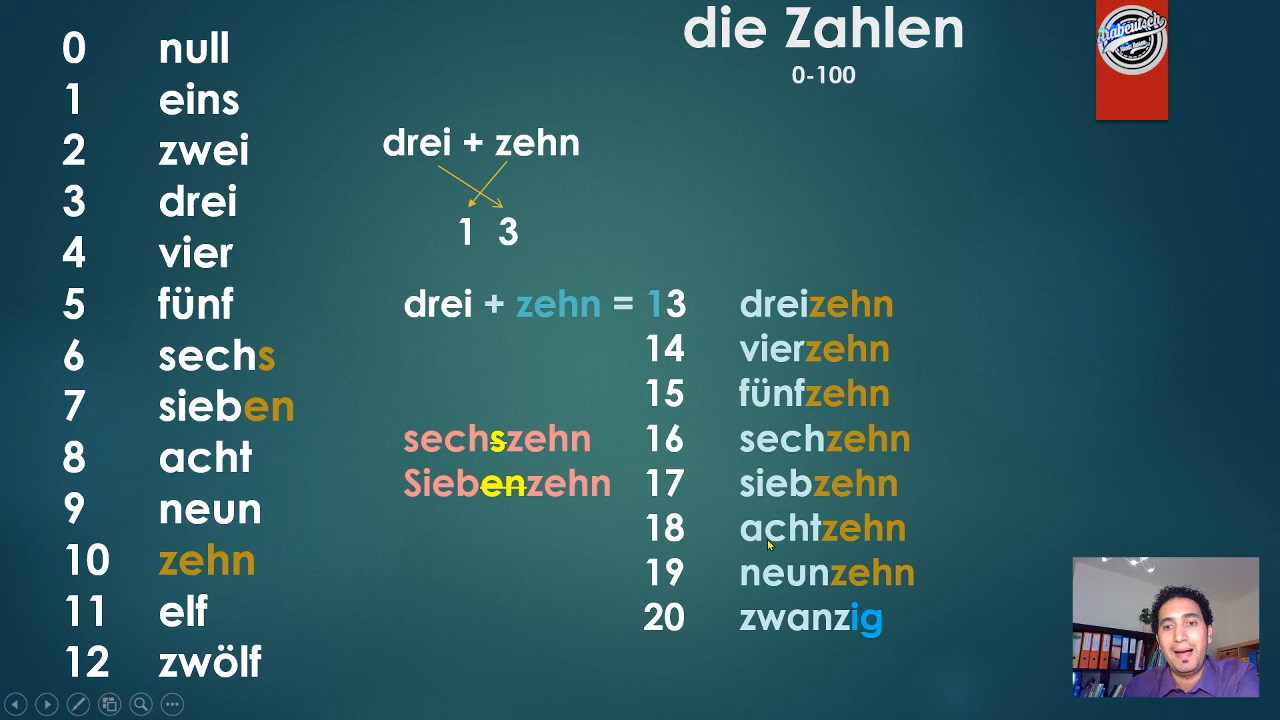 die Zahlen
0-100
0 null
1 eins
2 zwei
3 drei
4 vier
5 fünf
6 sechs
7 sieben
8 acht
9 neun
10 zehn
11 elf
12 zwölf
drei + zehn
1 3
drei + zehn = 13 dreizehn
14 vierzehn
15 fünfzehn
sechszehn 16 sechzehn
Siebenzehn 17 siebzehn
18 achtzehn
19 neunzehn
20 zwanzig